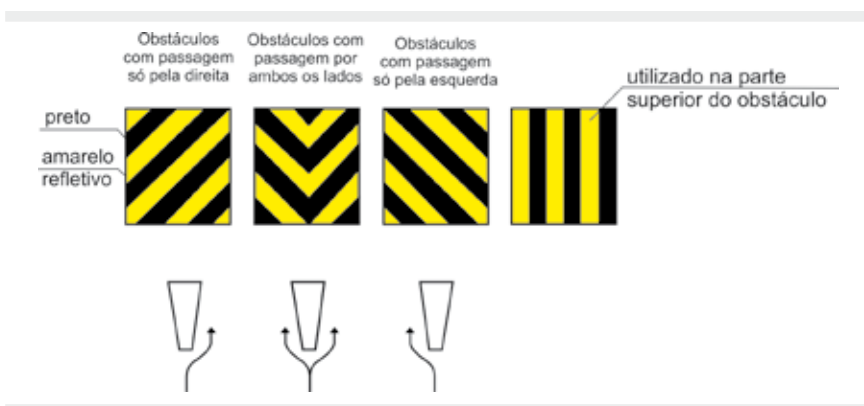 Obstáculos
com passagem
só pela direita
Obstáculos com
passagem por
ambos os lados
Obstáculos
com passagem
só pela esquerda
utilizado na parte
superior do obstáculo
preto
amarelo
refletivo